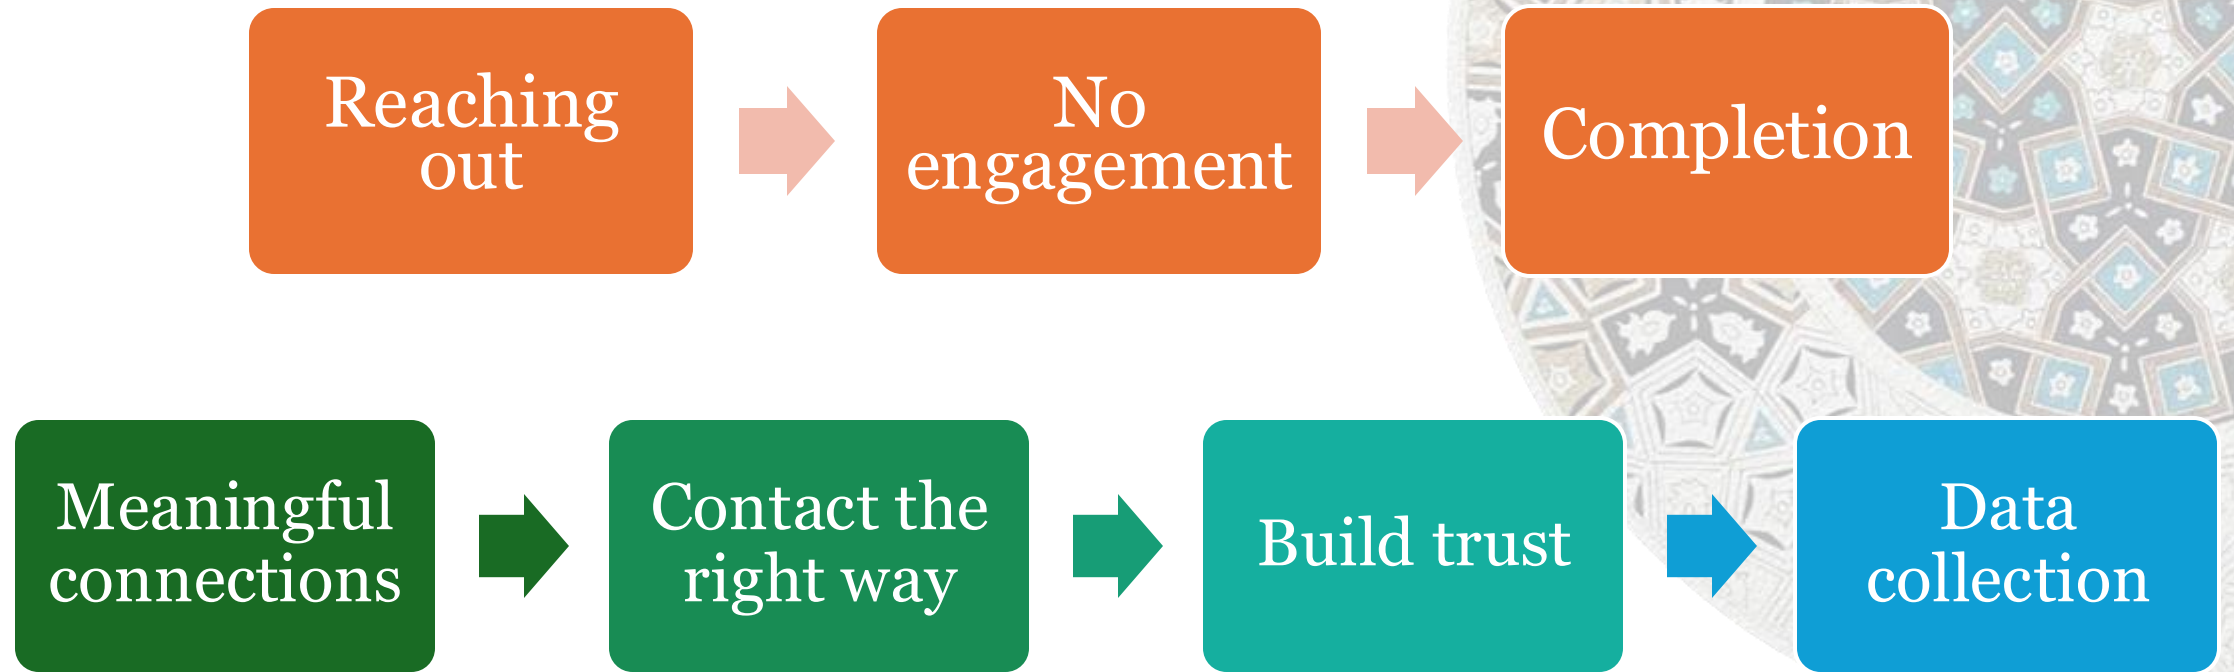 Reaching
out
No
engagement
Completion
Meaningful
connections
Contact the
right way
Build trust
Data
collection